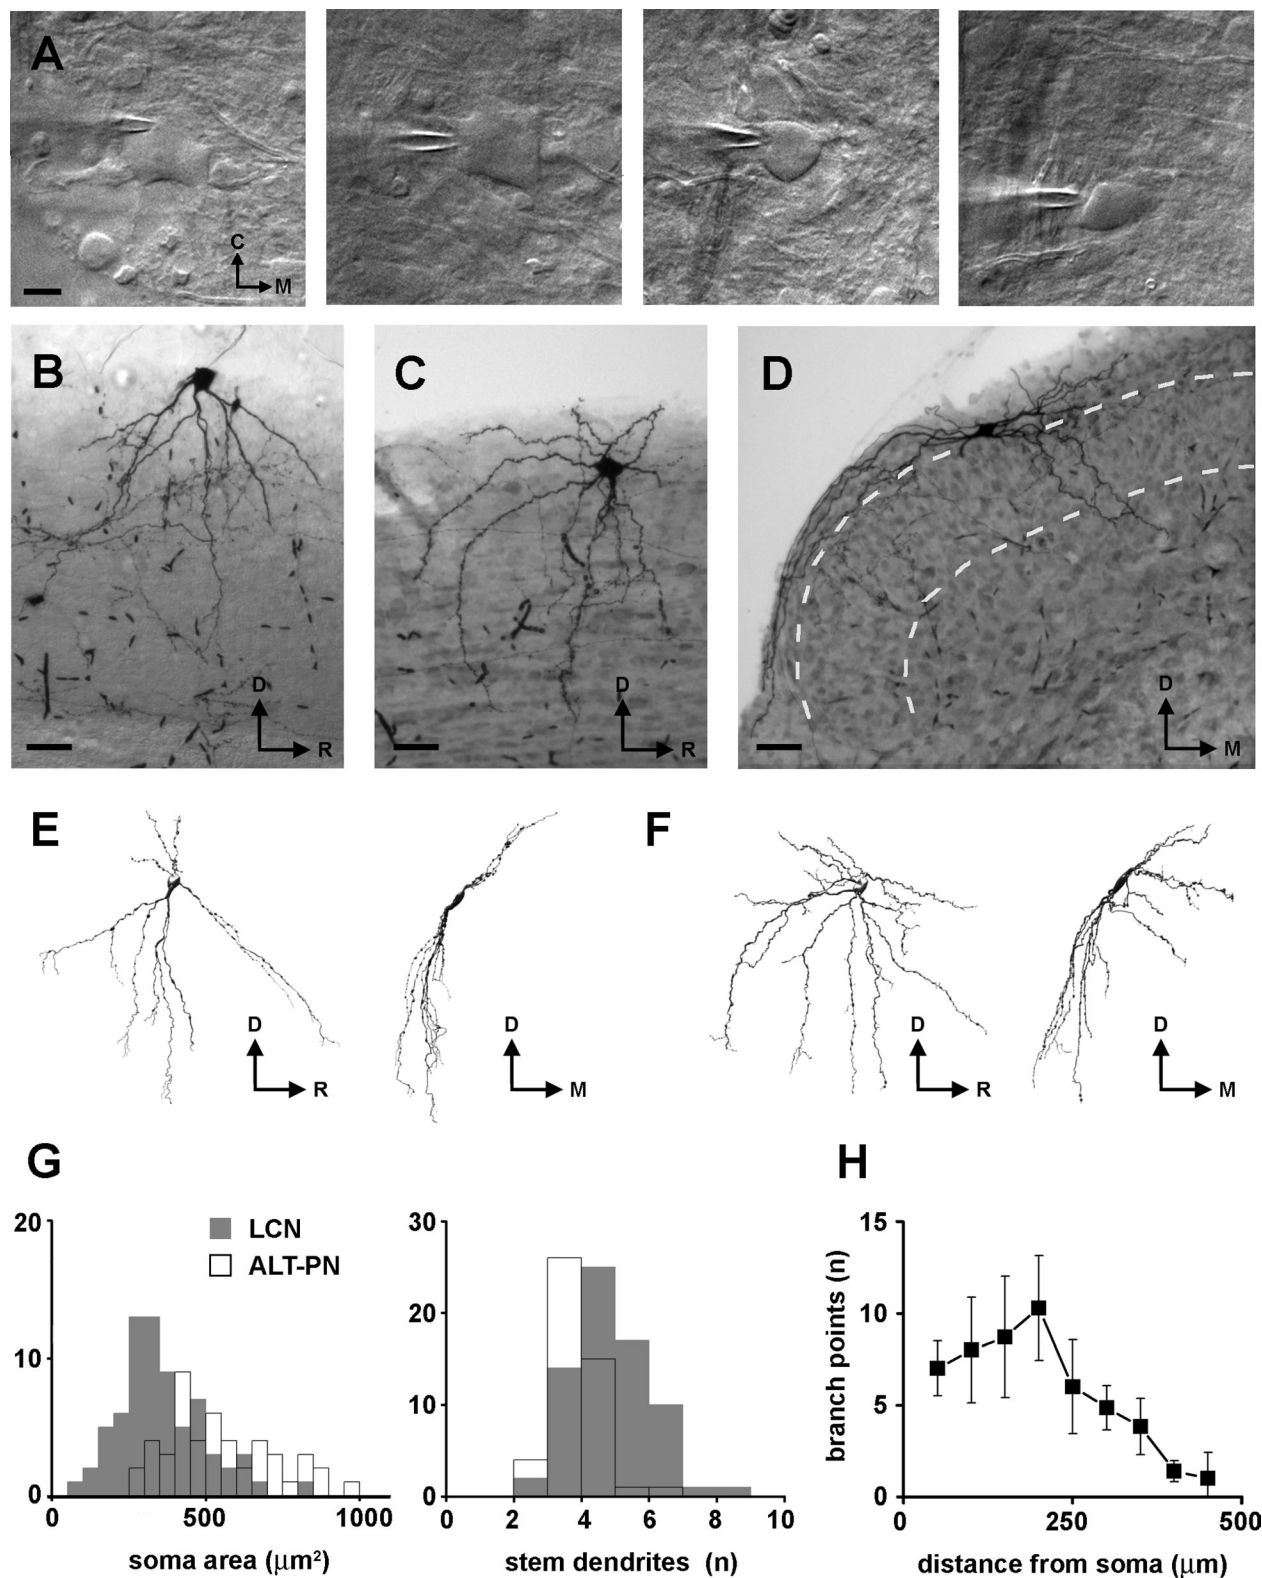 A
C
M
B
D
R
C
D
R
D
D
M
E
D
R
D
M
F
D
R
D
M
G
20
10
0
0
500
1000
soma area (μm²)
LCN
ALT-PN
30
20
10
0
0
2
4
6
8
10
stem dendrites (n)
H
branch points (n)
15
10
5
0
0
250
500
distance from soma (μm)